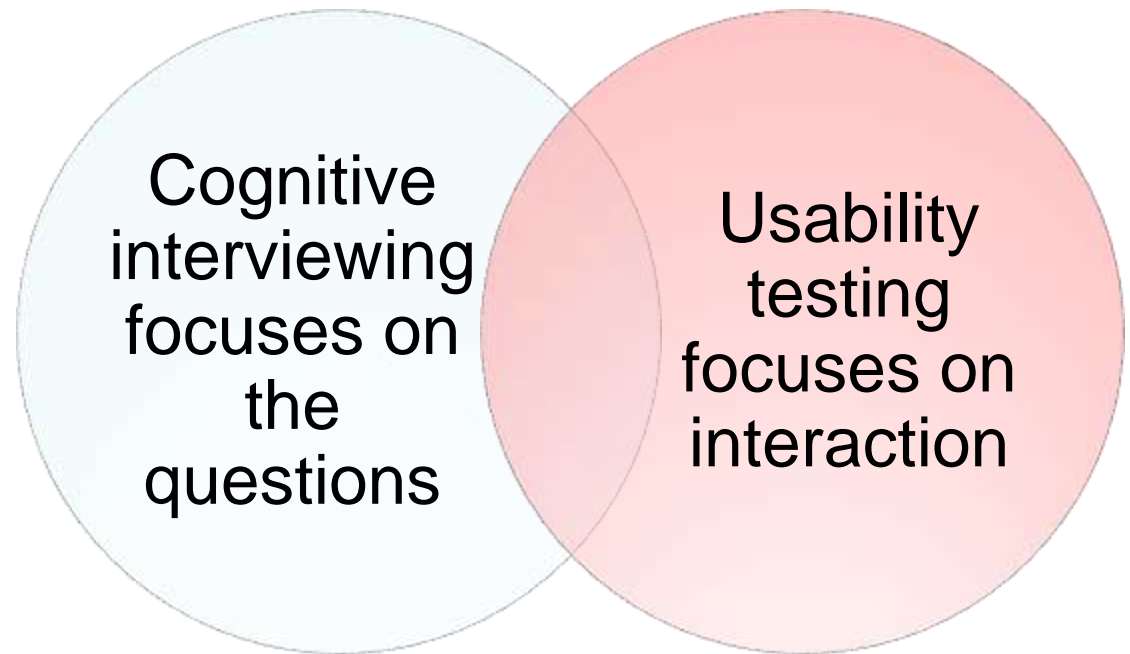 Cognitive
interviewing
focuses on
the
questions
Usability
testing
focuses on
interaction